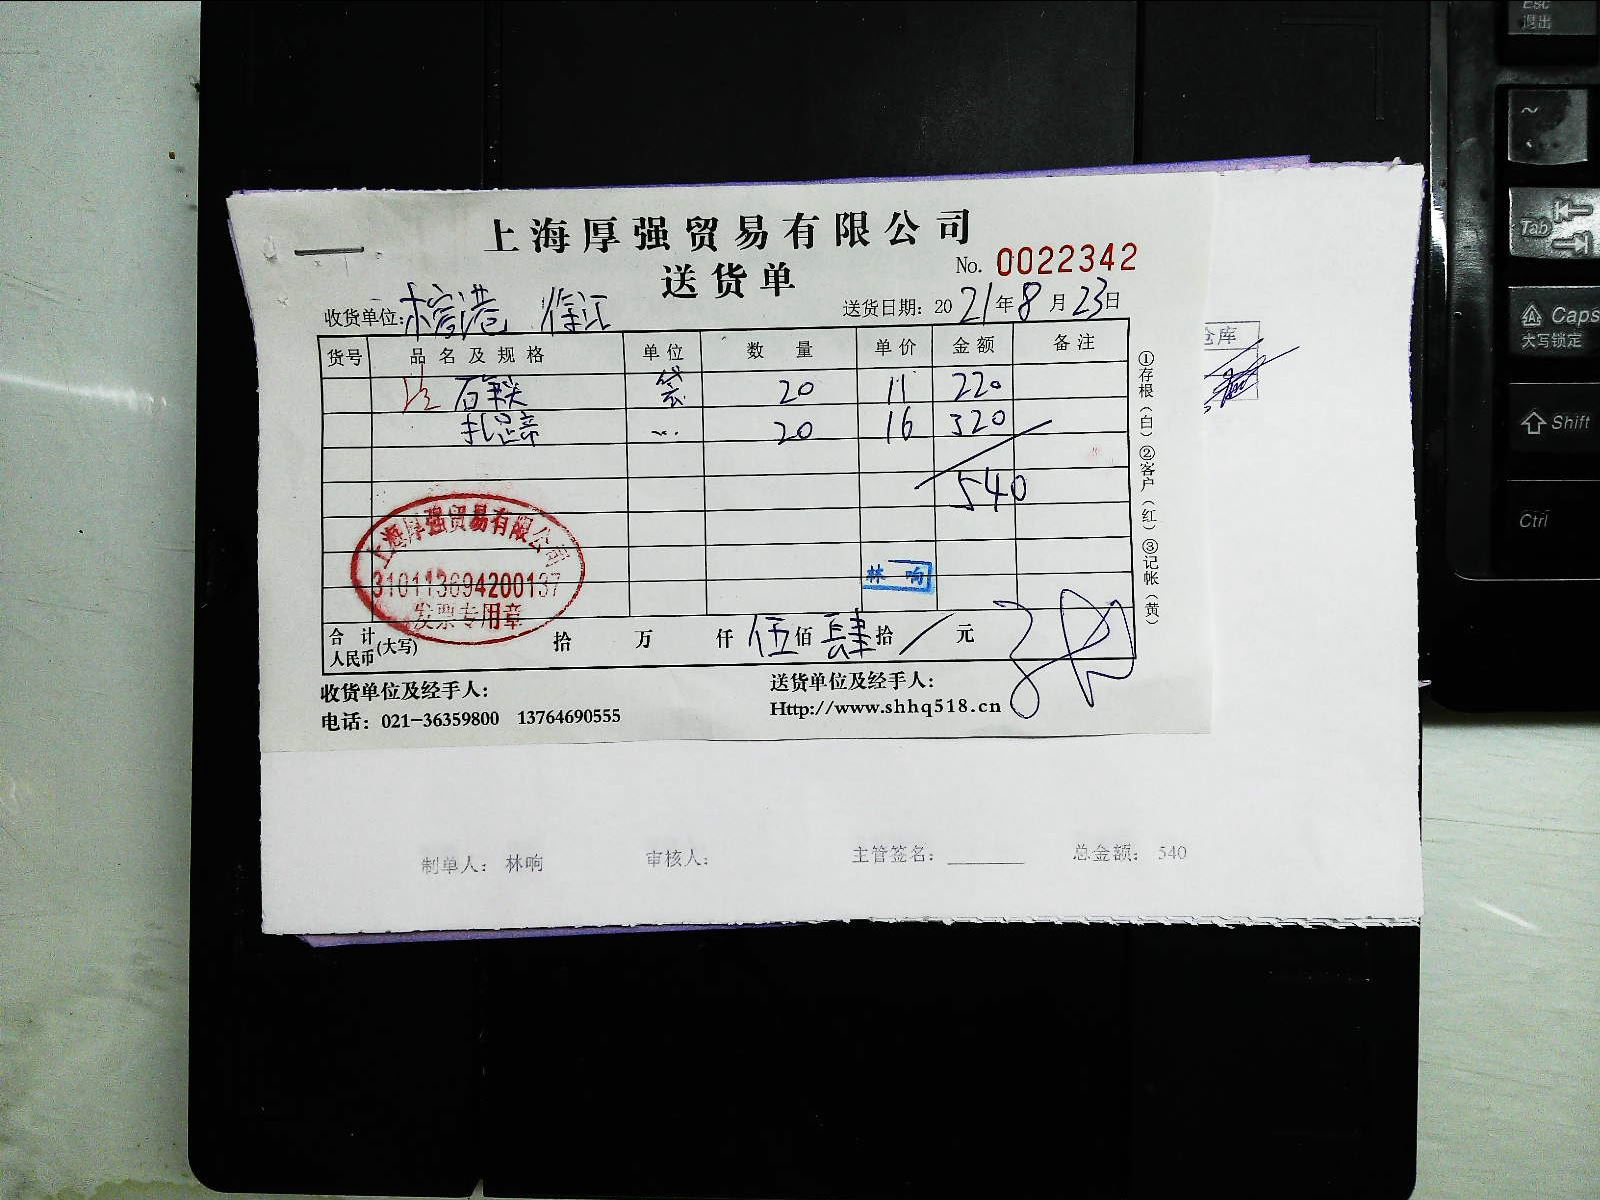 上海厚强贸易有限公司
送货单
No. 0022342
收货单位: 徐汇
送货日期: 2021年8月23日
货号 品名及规格 单位 数量 单价 金额 备注
袋 20 11 220
20 16 320
540
上海厚强贸易有限公司
310113694200137
发票专用章
林响
合计人民币(大写) 拾 万 仟 伍佰 肆拾 / 元
收货单位及经手人:
送货单位及经手人:
电话: 021-36359800 13764690555
Http://www.shhq518.cn
①存根(白)②客户(红)③记帐(黄)
仓库
制单人: 林响 审核人: 主管签名: ________ 总金额: 540
Esc
退出
~
Tab
Caps
大写锁定
Shift
Ctrl